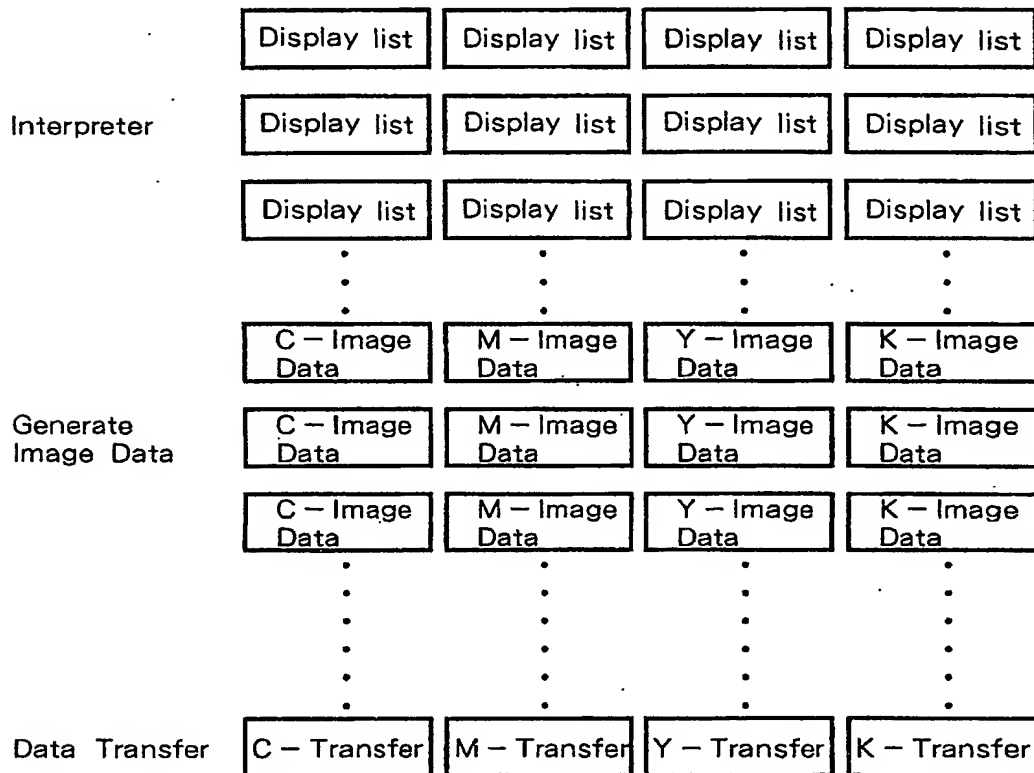 Display list Display list Display list Display list
Interpreter Display list Display list Display list Display list
Display list Display list Display list Display list
C – Image Data M – Image Data Y – Image Data K – Image Data
Generate Image Data C – Image Data M – Image Data Y – Image Data K – Image Data
C – Image Data M – Image Data Y – Image Data K – Image Data
Data Transfer C – Transfer M – Transfer Y – Transfer K – Transfer